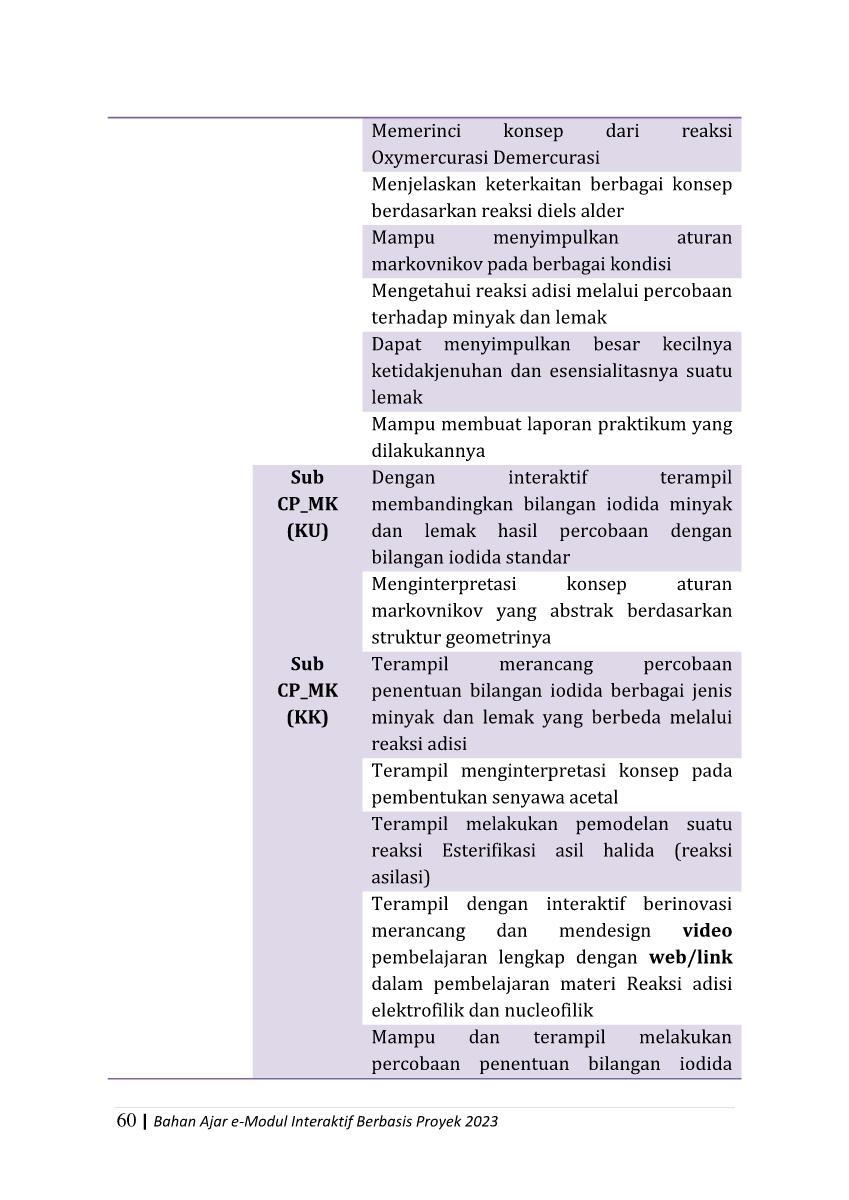 Memerinci konsep dari reaksi
Oxymercurasi Demercurasi
Menjelaskan keterkaitan berbagai konsep
berdasarkan reaksi diels alder
Mampu menyimpulkan aturan
markovnikov pada berbagai kondisi
Mengetahui reaksi adisi melalui percobaan
terhadap minyak dan lemak
Dapat menyimpulkan besar kecilnya
ketidakjenuhan dan esensialitasnya suatu
lemak
Mampu membuat laporan praktikum yang
dilakukannya
Sub Dengan interaktif terampil
CP_MK membandingkan bilangan iodida minyak
(KU) dan lemak hasil percobaan dengan
bilangan iodida standar
Menginterpretasi konsep aturan
markovnikov yang abstrak berdasarkan
struktur geometrinya
Sub Terampil merancang percobaan
CP_MK penentuan bilangan iodida berbagai jenis
(KK) minyak dan lemak yang berbeda melalui
reaksi adisi
Terampil menginterpretasi konsep pada
pembentukan senyawa acetal
Terampil melakukan pemodelan suatu
reaksi Esterifikasi asil halida (reaksi
asilasi)
Terampil dengan interaktif berinovasi
merancang dan mendesign video
pembelajaran lengkap dengan web/link
dalam pembelajaran materi Reaksi adisi
elektrofilik dan nucleofilik
Mampu dan terampil melakukan
percobaan penentuan bilangan iodida
60 | Bahan Ajar e-Modul Interaktif Berbasis Proyek 2023